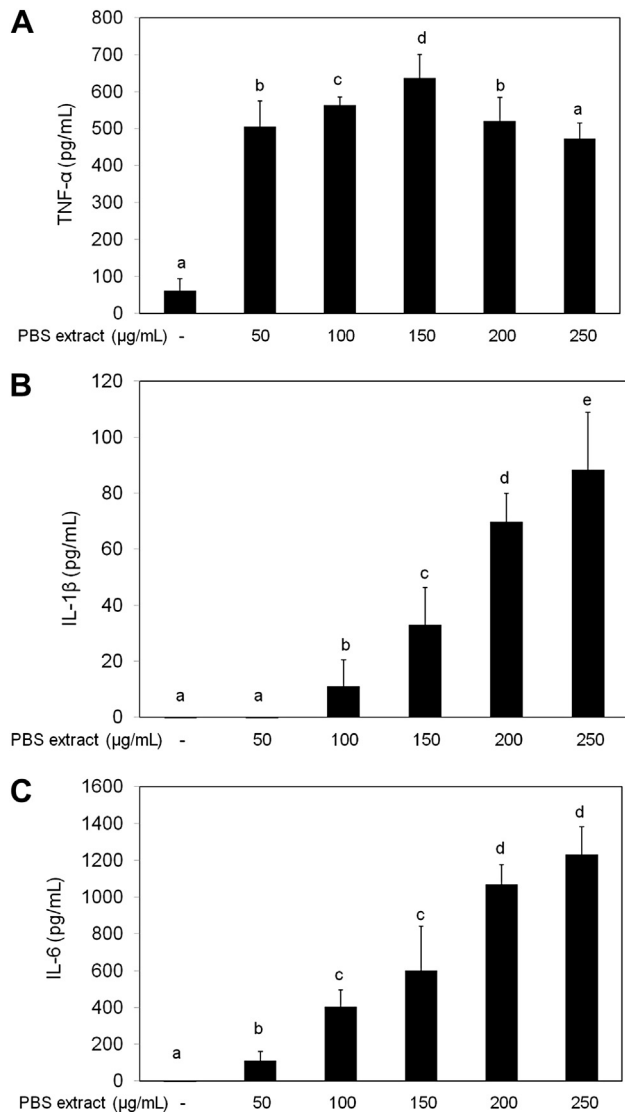 A
TNF-α (pg/mL)
800
700
600
500
400
300
200
100
0
a
b
c
d
b
a
PBS extract (µg/mL) - 50 100 150 200 250
B
IL-1β (pg/mL)
120
100
80
60
40
20
0
a
a
b
c
d
e
PBS extract (µg/mL) - 50 100 150 200 250
C
IL-6 (pg/mL)
1600
1400
1200
1000
800
600
400
200
0
a
b
c
c
d
d
PBS extract (µg/mL) - 50 100 150 200 250